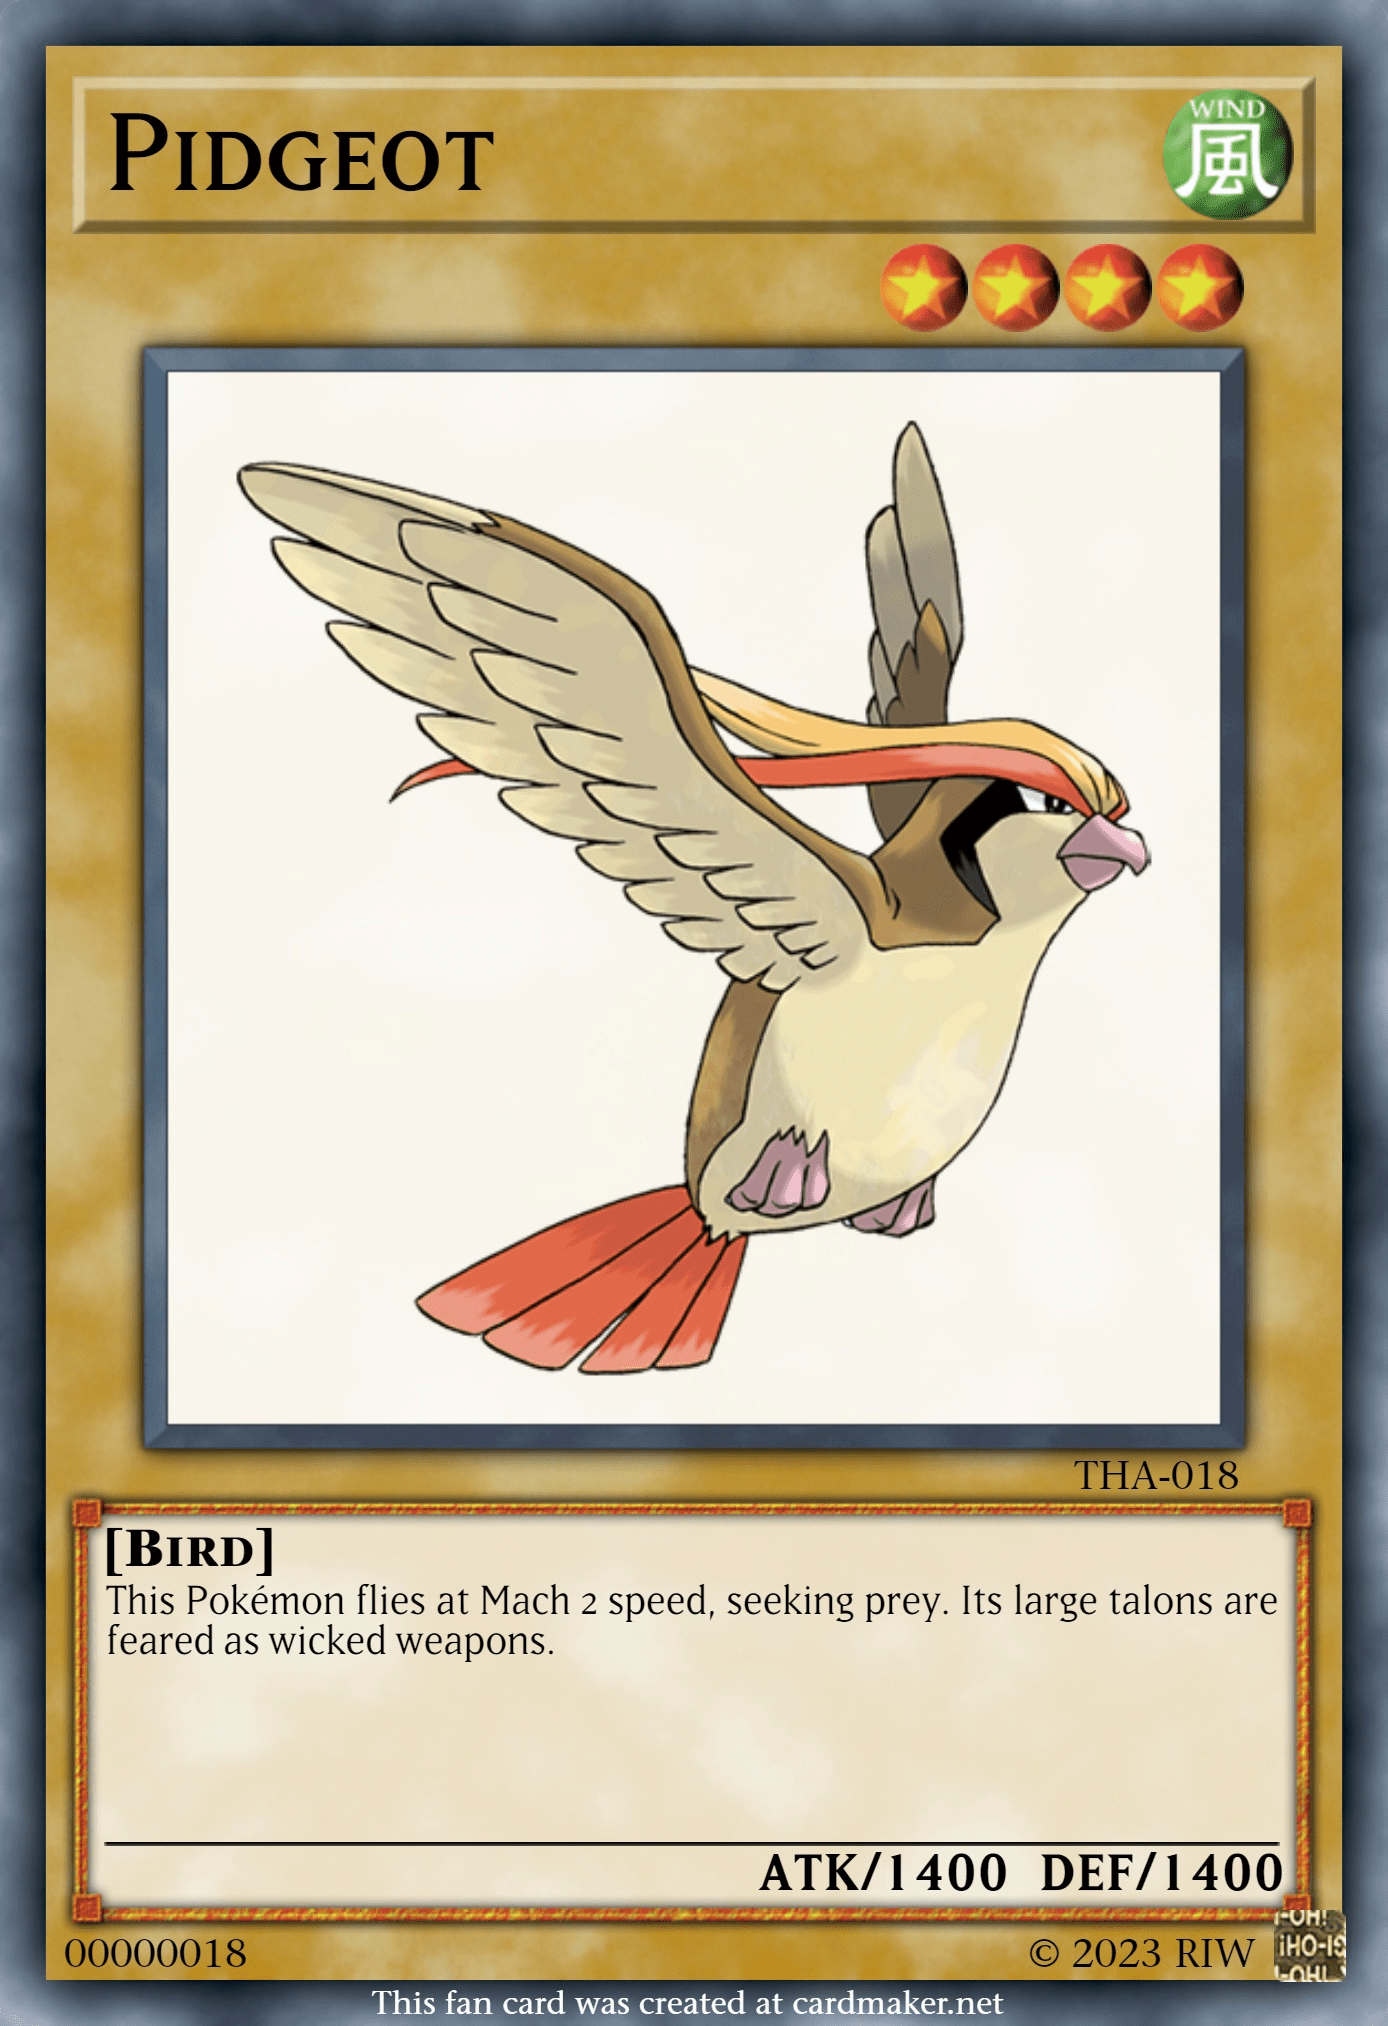 Pidgeot
WIND
風
THA-018
[Bird]
This Pokémon flies at Mach 2 speed, seeking prey. Its large talons are
feared as wicked weapons.
ATK/1400 DEF/1400
00000018
© 2023 RIW
This fan card was created at cardmaker.net